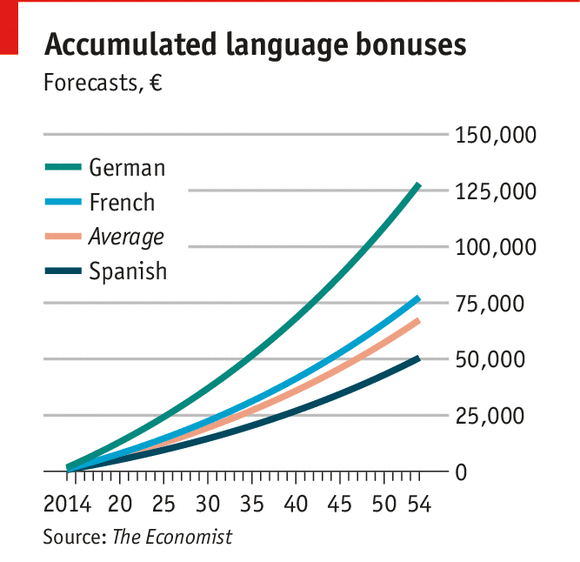 Accumulated language bonuses
Forecasts, €
150,000
German
125,000
French
Average
100,000
Spanish
75,000
50,000
25,000
0
2014 20 25 30 35 40 45 50 54
Source: The Economist